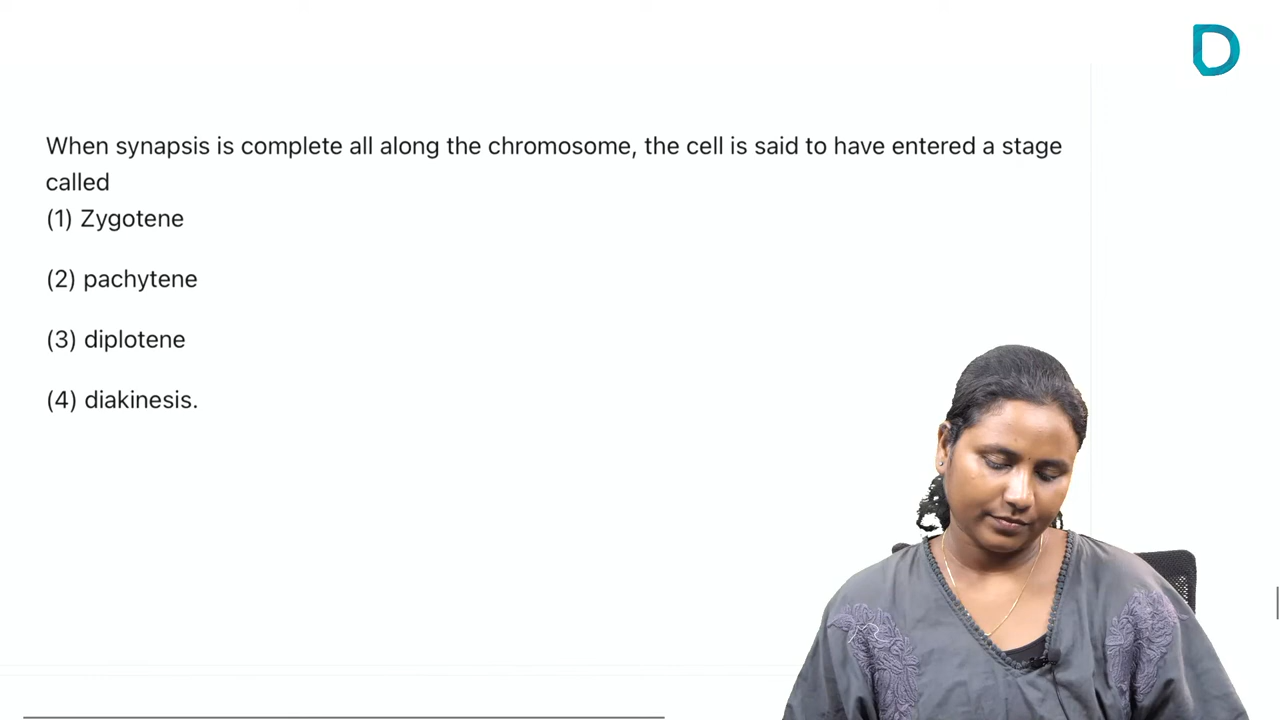 When synapsis is complete all along the chromosome, the cell is said to have entered a stage
called
(1) Zygotene
(2) pachytene
(3) diplotene
(4) diakinesis.